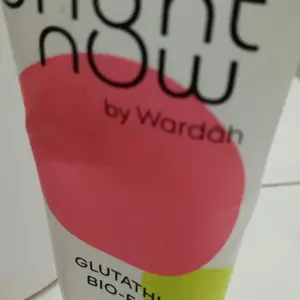 now
by Wardah
GLUTATHI
BIO-